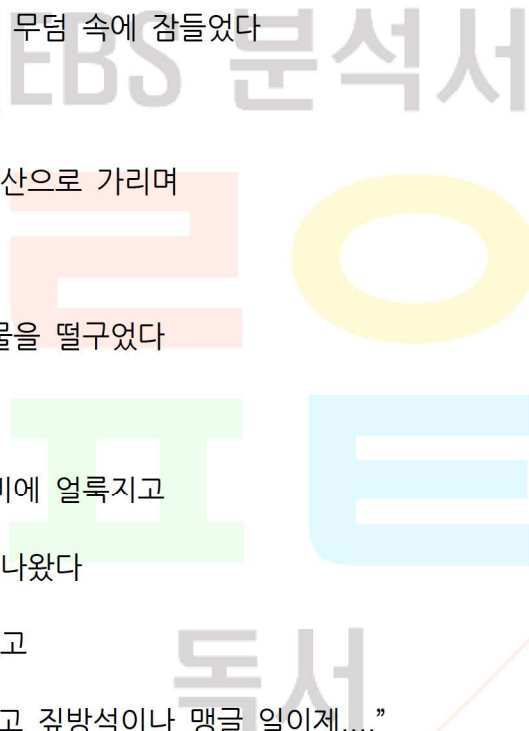 무덤 속에 잠들었다
EBS 분석서
산으로 가리며
물을 떨구었다
비에 얼룩지고
나왔다
고
독서
고 짚방석이나 맹글 일이제....”